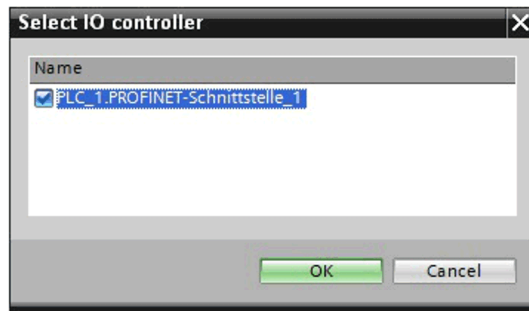 Select IO controller
Name
PLC_1.PROFINET-Schnittstelle_1
OK
Cancel